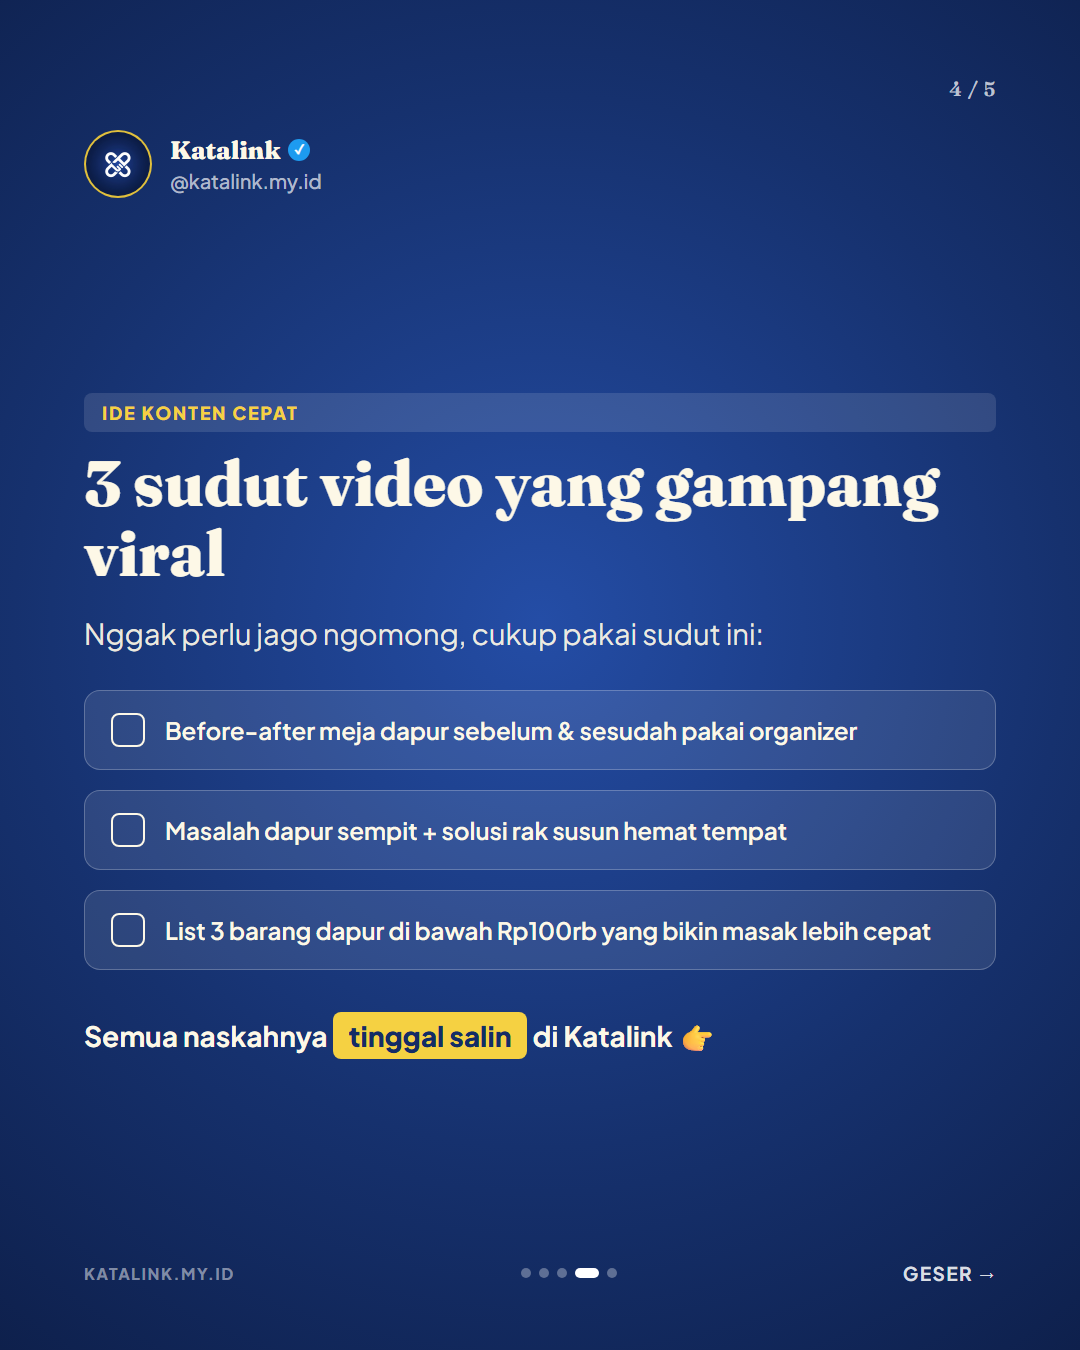 4 / 5
Katalink
@katalink.my.id
IDE KONTEN CEPAT
3 sudut video yang gampang
viral
Nggak perlu jago ngomong, cukup pakai sudut ini:
Before-after meja dapur sebelum & sesudah pakai organizer
Masalah dapur sempit + solusi rak susun hemat tempat
List 3 barang dapur di bawah Rp100rb yang bikin masak lebih cepat
Semua naskahnya tinggal salin di Katalink 👉
KATALINK.MY.ID
GESER →